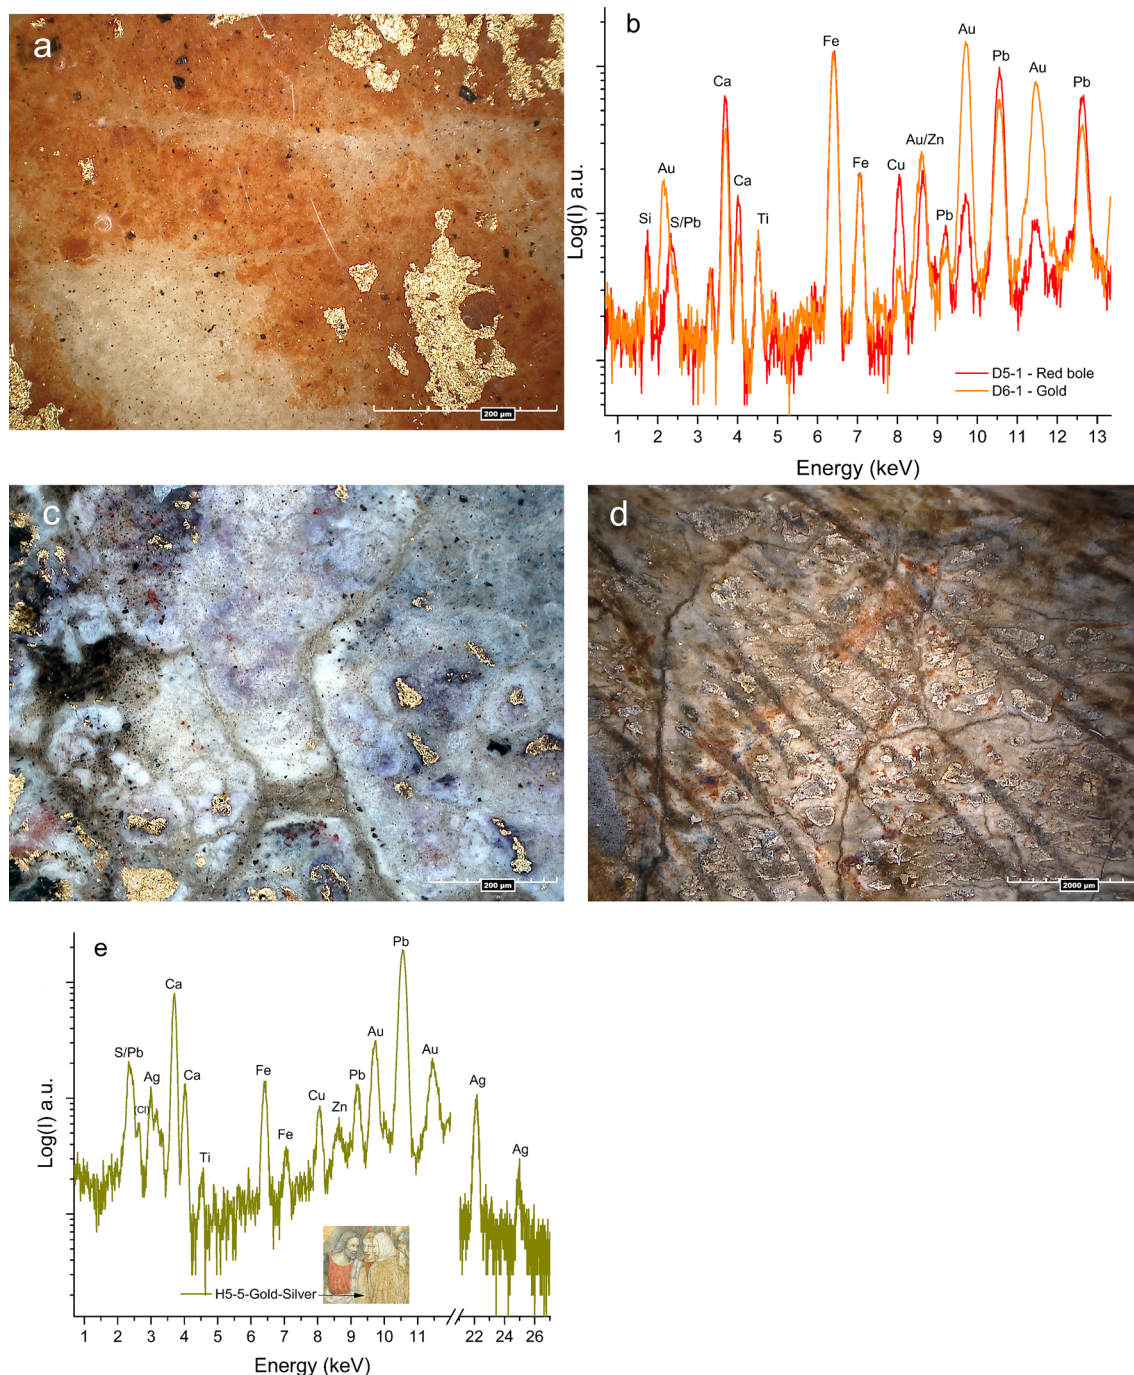 a
200 µm
b
Log(I) a.u.
Si
Au
S/Pb
Ca
Ca
Ti
Fe
Fe
Cu
Au/Zn
Pb
Au
Pb
Au
Pb
D5-1 - Red bole
D6-1 - Gold
1 2 3 4 5 6 7 8 9 10 11 12 13
Energy (keV)
c
200 µm
d
2000 µm
e
Log(I) a.u.
S/Pb
(Cl)
Ag
Ca
Ca
Ti
Fe
Fe
Cu
Zn
Pb
Au
Pb
Au
Ag
Ag
H5-5-Gold-Silver
1 2 3 4 5 6 7 8 9 10 11 22 24 26
Energy (keV)